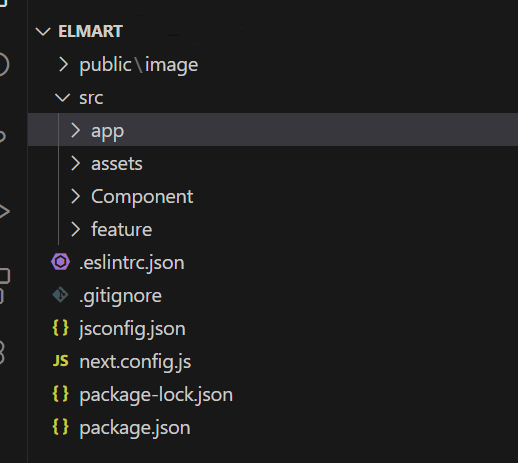 ELMART
public\image
src
app
assets
Component
feature
.eslintrc.json
.gitignore
{} jsconfig.json
JS next.config.js
{} package-lock.json
{} package.json